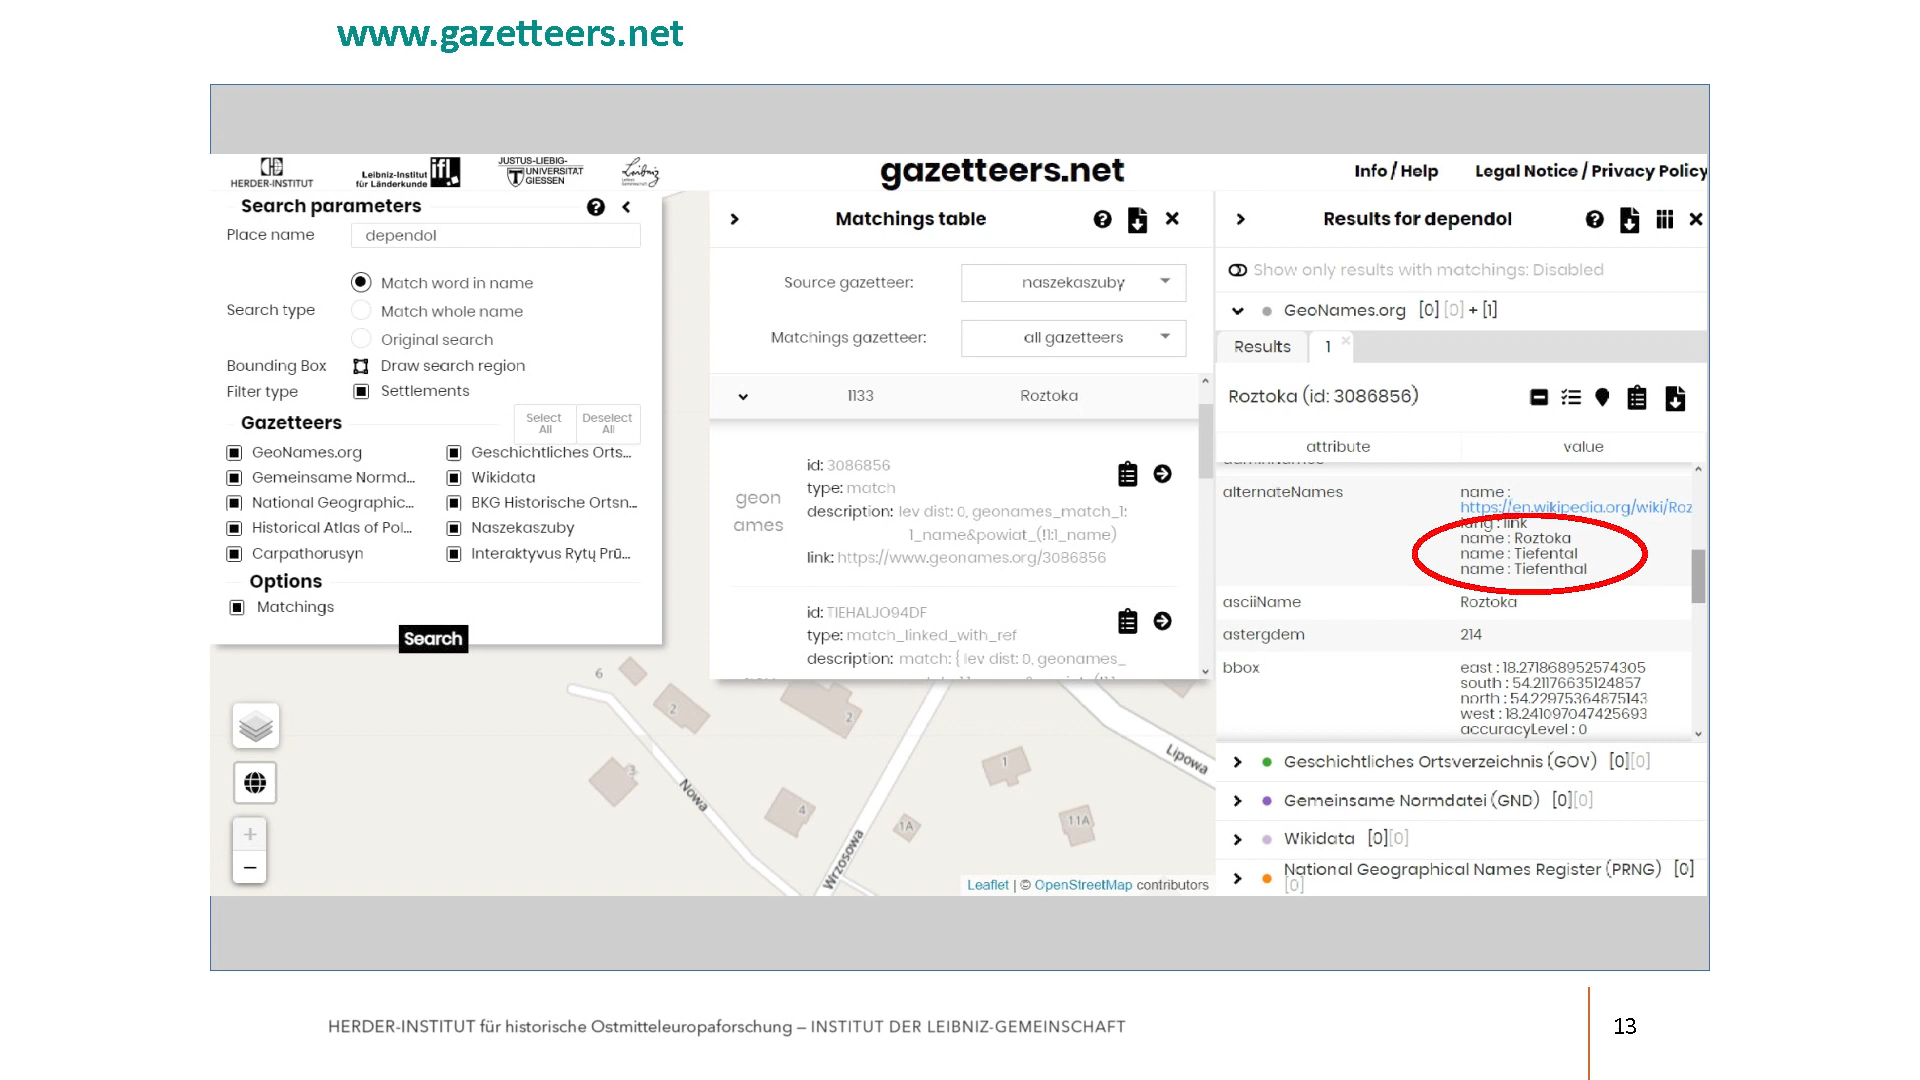 www.gazetteers.net
HERDER-INSTITUT
Leibniz-Institut
für Länderkunde
ifl
JUSTUS-LIEBIG-
UNIVERSITÄT
GIESSEN
Leibniz
gazetteers.net
Info / Help
Legal Notice / Privacy Policy
Search parameters
Place name
dependol
Match word in name
Search type
Match whole name
Original search
Bounding Box
Draw search region
Filter type
Settlements
Gazetteers
Select All
Deselect All
GeoNames.org
Geschichtliches Orts...
Gemeinsame Normd...
Wikidata
National Geographic...
BKG Historische Ortsn...
Historical Atlas of Pol...
Naszekaszuby
Carpathorusyn
Interaktyvus Rytų Prū...
Options
Matchings
Search
Matchings table
Source gazetteer:
naszekaszuby
Matchings gazetteer:
all gazetteers
1133
Roztoka
geon
ames
id: 3086856
type: match
description: lev dist: 0, geonames_match_1:
1_name&powiat_(!1:1_name)
link: https://www.geonames.org/3086856
id: TIEHALJO94DF
type: match_linked_with_ref
description: match: { lev dist: 0, geonames_
Results for dependol
Show only results with matchings: Disabled
GeoNames.org [0] [0] + [1]
Results
1
Roztoka (id: 3086856)
attribute
value
alternateNames
name :
https://en.wikipedia.org/wiki/Roz
lang : link
name : Roztoka
name : Tiefental
name : Tiefenthal
asciiName
Roztoka
astergdem
214
bbox
east : 18.271868952574305
south : 54.21176635124857
north : 54.22975364875143
west : 18.241097047425693
accuracyLevel : 0
Geschichtliches Ortsverzeichnis (GOV) [0][0]
Gemeinsame Normdatei (GND) [0][0]
Wikidata [0][0]
National Geographical Names Register (PRNG) [0]
[0]
6
2
2
3
4
1
1A
11A
Nowa
Wrzosowa
Lipowa
+
−
Leaflet | © OpenStreetMap contributors
HERDER-INSTITUT für historische Ostmitteleuropaforschung – INSTITUT DER LEIBNIZ-GEMEINSCHAFT
13